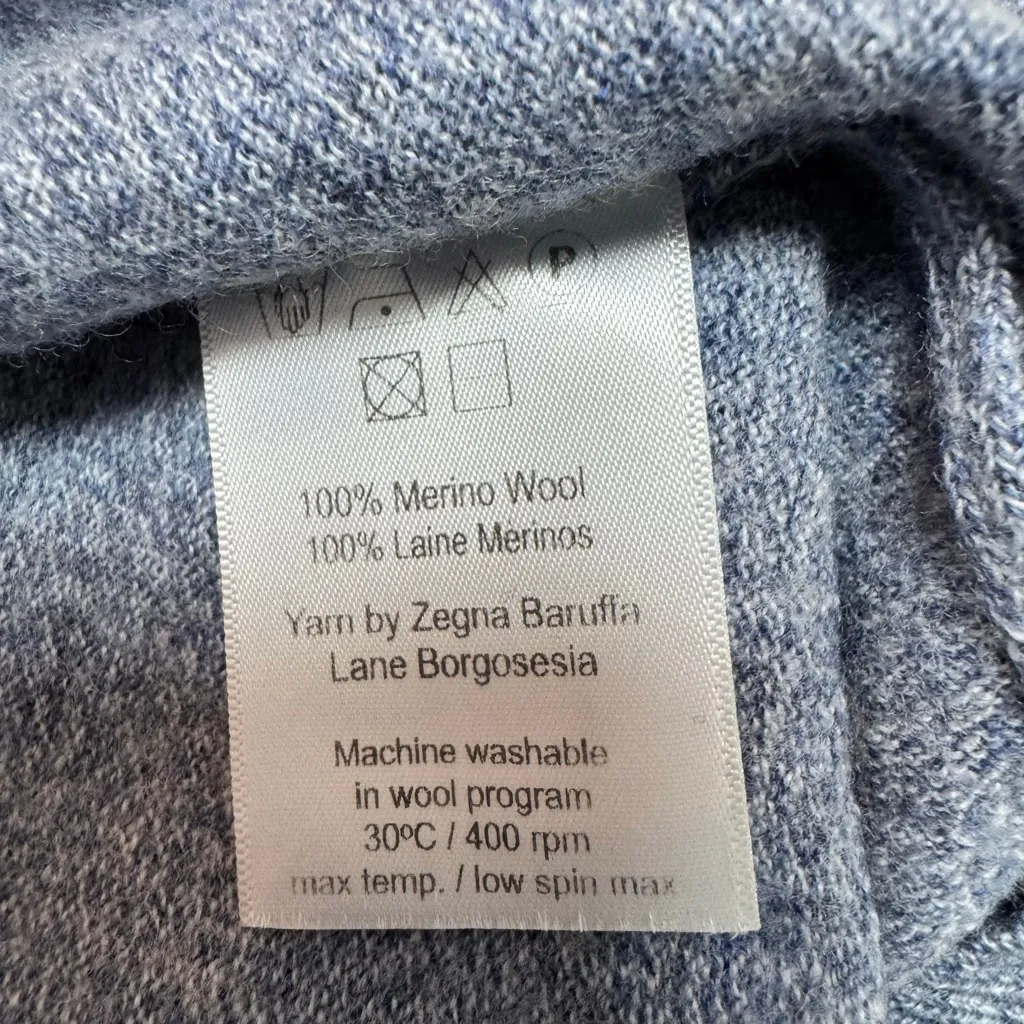 P
100% Merino Wool
100% Laine Merinos
Yarn by Zegna Baruffa
Lane Borgosesia
Machine washable
in wool program
30ºC / 400 rpm
max temp. / low spin max